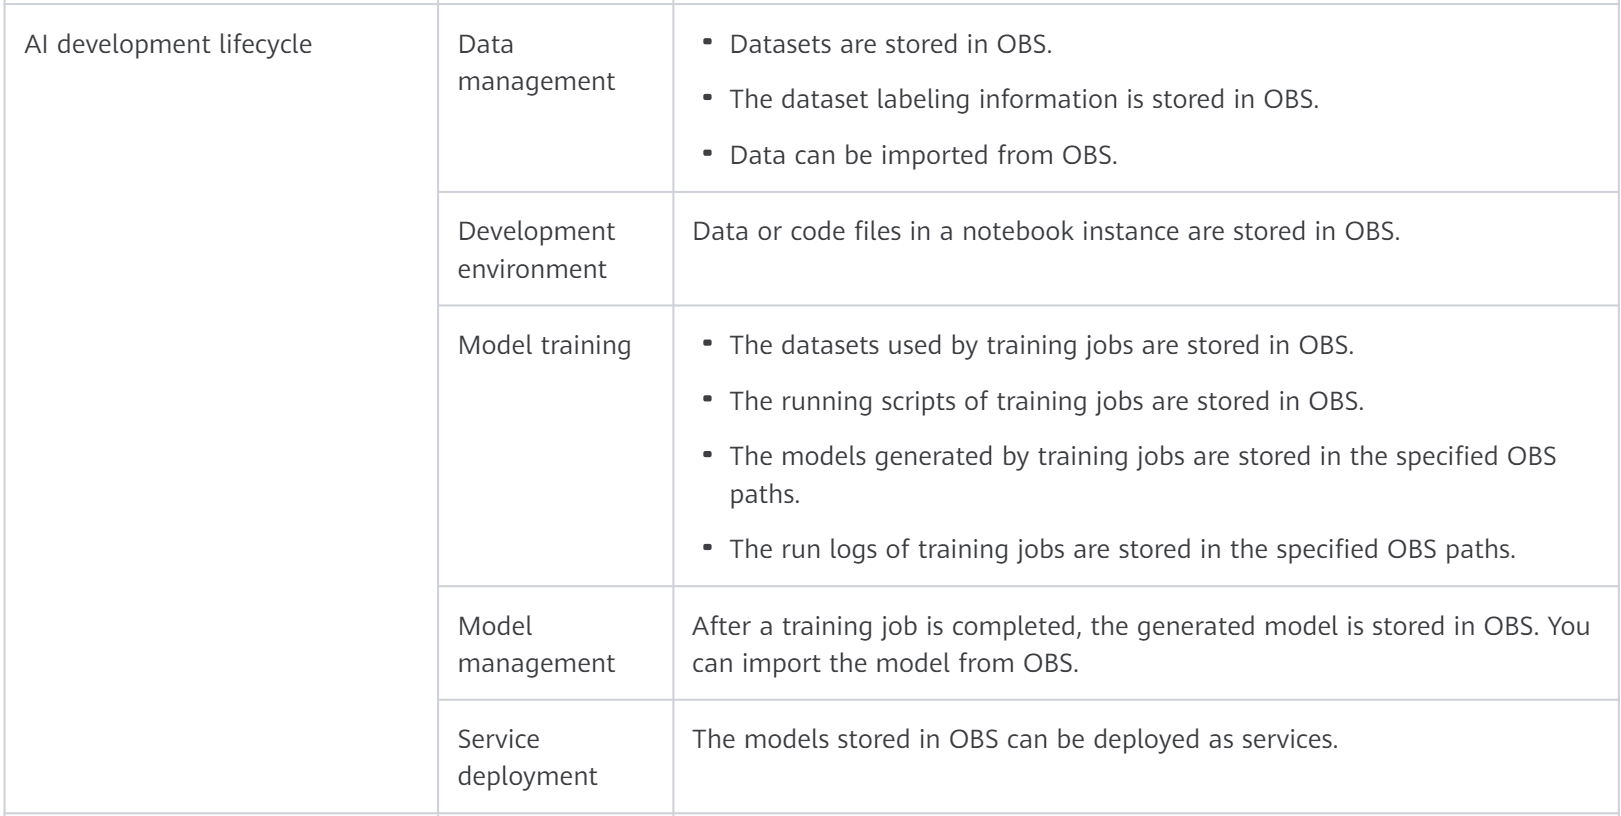 AI development lifecycle
Data
management
Datasets are stored in OBS.
The dataset labeling information is stored in OBS.
Data can be imported from OBS.
Development
environment
Data or code files in a notebook instance are stored in OBS.
Model training
The datasets used by training jobs are stored in OBS.
The running scripts of training jobs are stored in OBS.
The models generated by training jobs are stored in the specified OBS
paths.
The run logs of training jobs are stored in the specified OBS paths.
Model
management
After a training job is completed, the generated model is stored in OBS. You
can import the model from OBS.
Service
deployment
The models stored in OBS can be deployed as services.